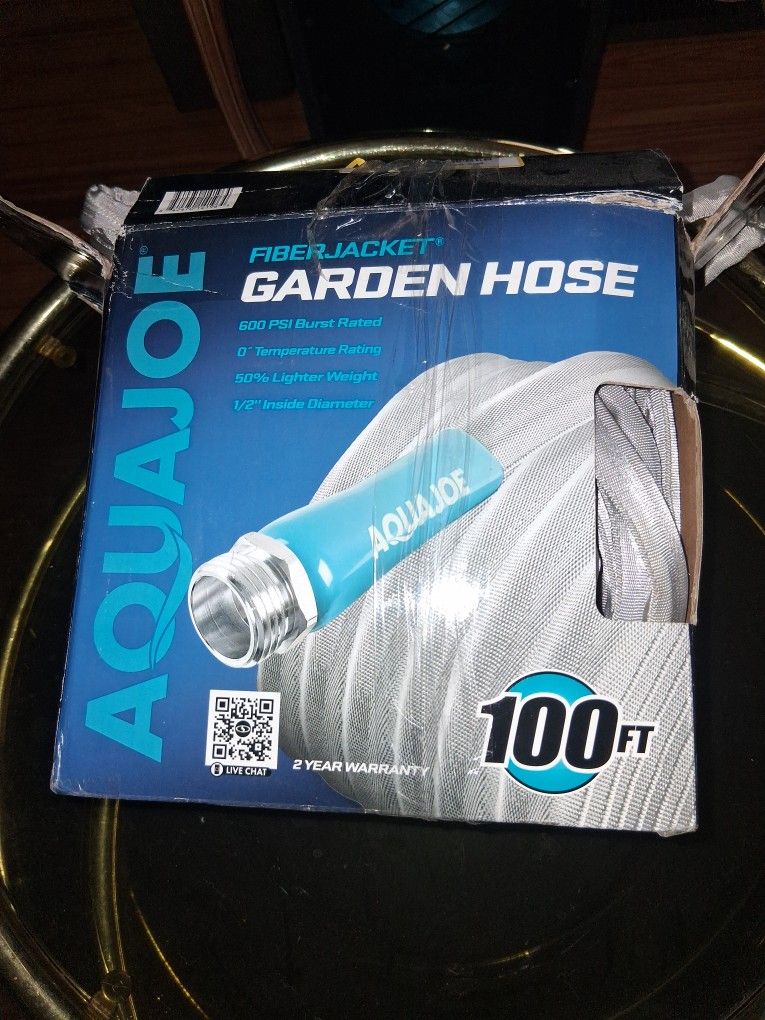 AQUAJOE®
FIBERJACKET®
GARDEN HOSE
600 PSI Burst Rated
0° Temperature Rating
50% Lighter Weight
1/2" Inside Diameter
AQUAJOE
LIVE CHAT
2 YEAR WARRANTY
100FT